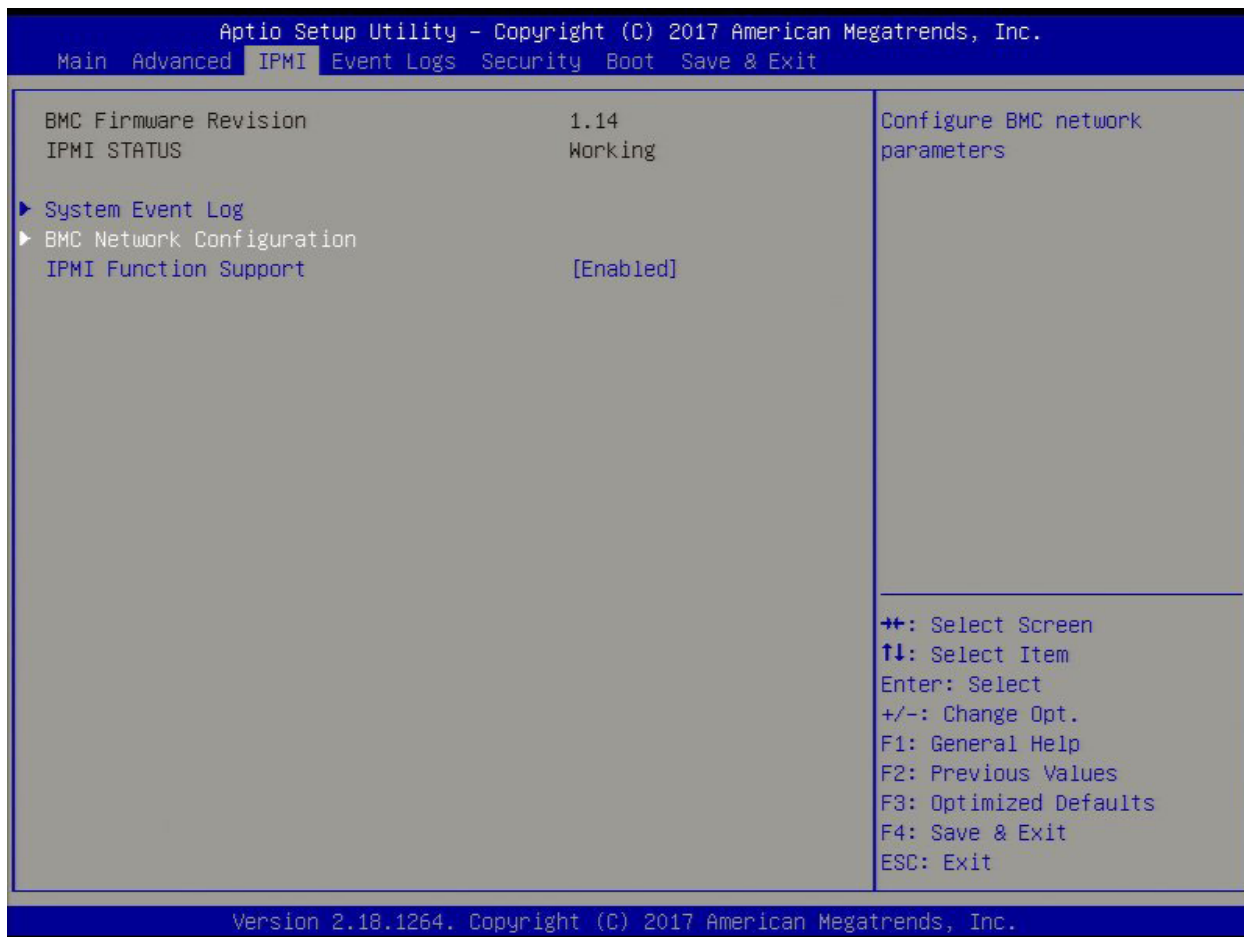 Aptio Setup Utility – Copyright (C) 2017 American Megatrends, Inc.
Main Advanced IPMI Event Logs Security Boot Save & Exit
BMC Firmware Revision 1.14
IPMI STATUS Working
▶ System Event Log
▶ BMC Network Configuration
IPMI Function Support [Enabled]
Configure BMC network
parameters
→←: Select Screen
↑↓: Select Item
Enter: Select
+/-: Change Opt.
F1: General Help
F2: Previous Values
F3: Optimized Defaults
F4: Save & Exit
ESC: Exit
Version 2.18.1264. Copyright (C) 2017 American Megatrends, Inc.